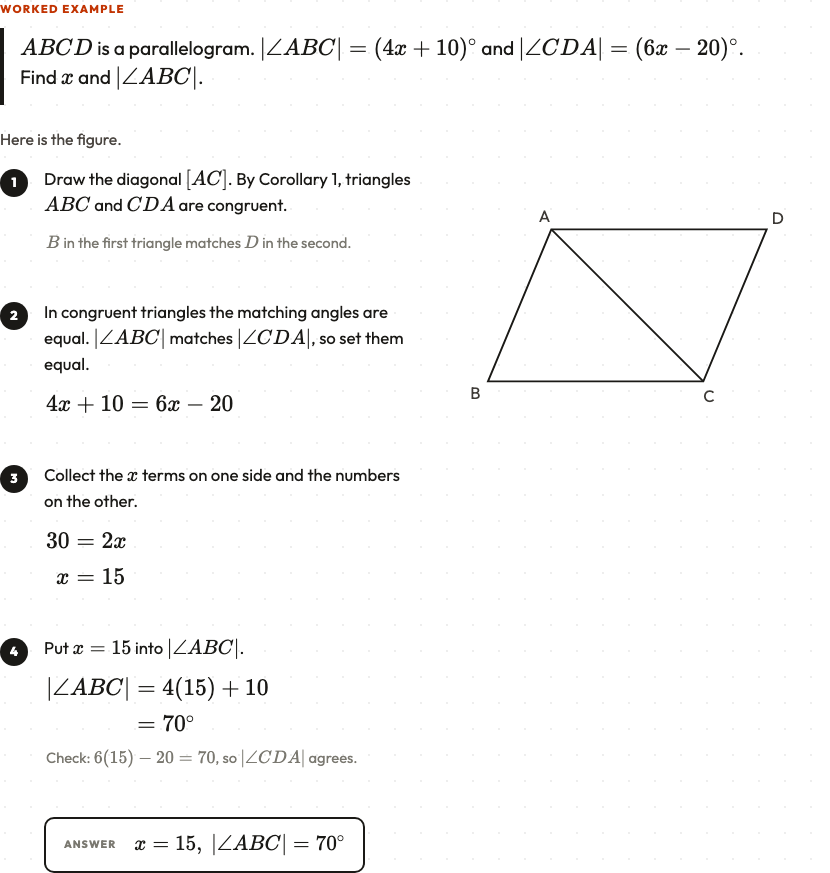 WORKED EXAMPLE
ABCD is a parallelogram. |∠ABC| = (4x + 10)° and |∠CDA| = (6x − 20)°.
Find x and |∠ABC|.
Here is the figure.
1 Draw the diagonal [AC]. By Corollary 1, triangles
ABC and CDA are congruent.
B in the first triangle matches D in the second.
2 In congruent triangles the matching angles are
equal. |∠ABC| matches |∠CDA|, so set them
equal.
4x + 10 = 6x − 20
3 Collect the x terms on one side and the numbers
on the other.
30 = 2x
x = 15
4 Put x = 15 into |∠ABC|.
|∠ABC| = 4(15) + 10
= 70°
Check: 6(15) − 20 = 70, so |∠CDA| agrees.
ANSWER x = 15, |∠ABC| = 70°
A
D
B
C